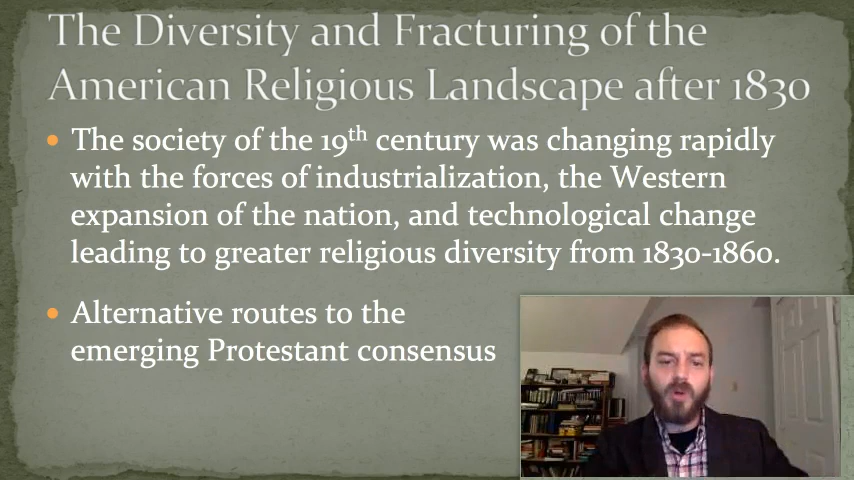 The Diversity and Fracturing of the
American Religious Landscape after 1830
• The society of the 19th century was changing rapidly
with the forces of industrialization, the Western
expansion of the nation, and technological change
leading to greater religious diversity from 1830-1860.
• Alternative routes to the
emerging Protestant consensus